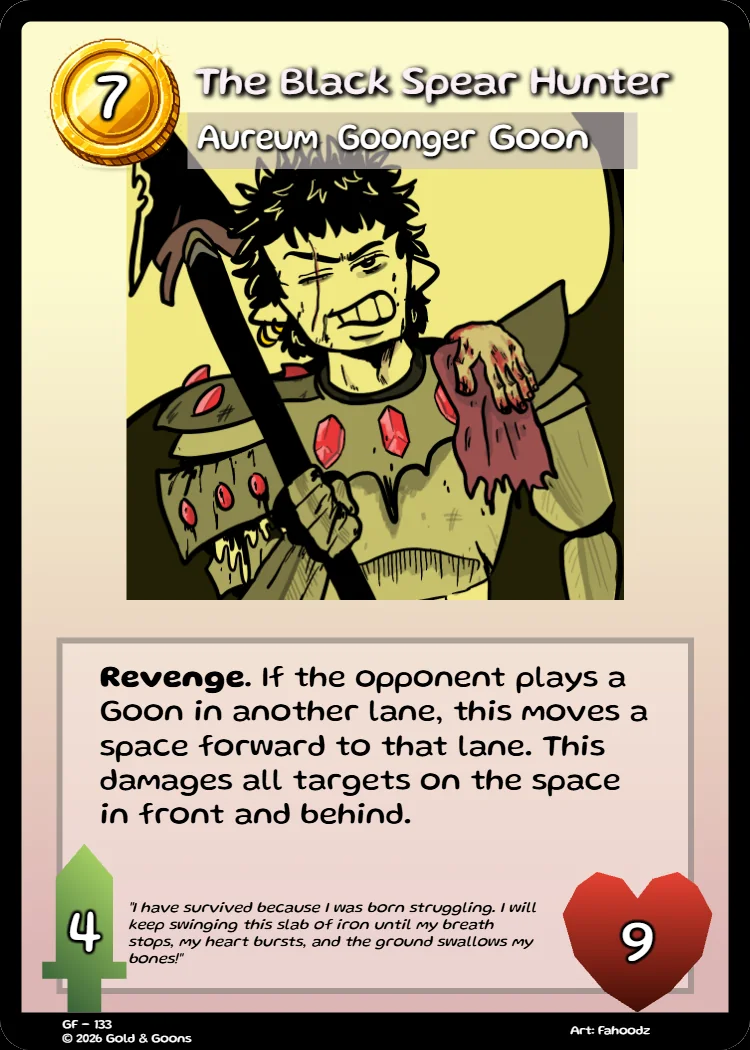 7
The Black Spear Hunter
Aureum Goonger Goon
Revenge. If the opponent plays a
Goon in another lane, this moves a
space forward to that lane. This
damages all targets on the space
in front and behind.
"I have survived because I was born struggling. I will
keep swinging this slab of iron until my breath
stops, my heart bursts, and the ground swallows my
bones!"
4
9
GF - 133
© 2026 Gold & Goons
Art: Fahoodz